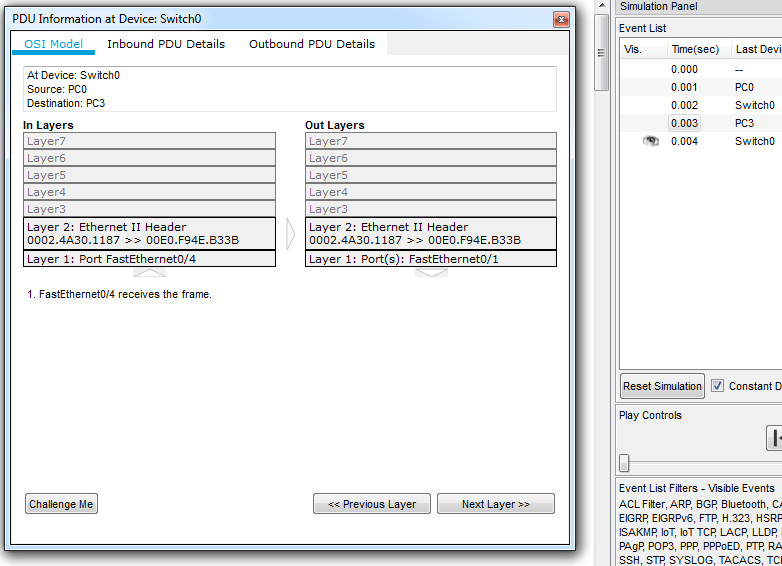 PDU Information at Device: Switch0
OSI Model Inbound PDU Details Outbound PDU Details
At Device: Switch0
Source: PC0
Destination: PC3
In Layers
Layer7
Layer6
Layer5
Layer4
Layer3
Layer 2: Ethernet II Header
0002.4A30.1187 >> 00E0.F94E.B33B
Layer 1: Port FastEthernet0/4
Out Layers
Layer7
Layer6
Layer5
Layer4
Layer3
Layer 2: Ethernet II Header
0002.4A30.1187 >> 00E0.F94E.B33B
Layer 1: Port(s): FastEthernet0/1
1. FastEthernet0/4 receives the frame.
Challenge Me << Previous Layer Next Layer >>
Simulation Panel
Event List
Vis. Time(sec) Last Devi
0.000 --
0.001 PC0
0.002 Switch0
0.003 PC3
0.004 Switch0
Reset Simulation Constant D
Play Controls
Event List Filters - Visible Events
ACL Filter, ARP, BGP, Bluetooth, CA
EIGRP, EIGRPv6, FTP, H.323, HSRP
ISAKMP, IoT, IoT TCP, LACP, LLDP,
PAgP, POP3, PPP, PPPoED, PTP, RA
SSH, STP, SYSLOG, TACACS, TC